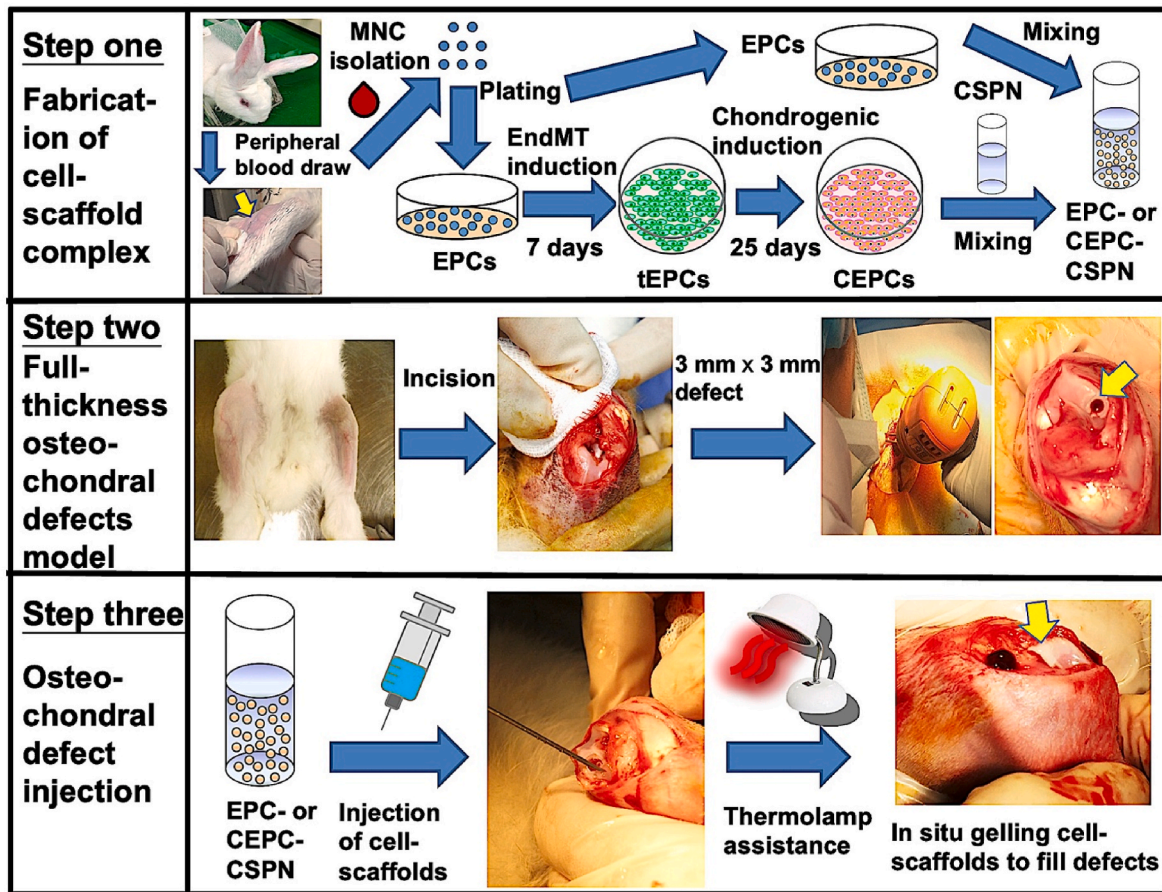 Step one
Fabricat-
ion of
cell-
scaffold
complex
Peripheral
blood draw
MNC
isolation
Plating
EPCs
EndMT
induction
7 days
tEPCs
Chondrogenic
induction
25 days
CEPCs
EPCs
Mixing
CSPN
Mixing
EPC- or
CEPC-
CSPN
Step two
Full-
thickness
osteo-
chondral
defects
model
Incision
3 mm x 3 mm
defect
Step three
Osteo-
chondral
defect
injection
EPC- or
CEPC-
CSPN
Injection
of cell-
scaffolds
Thermolamp
assistance
In situ gelling cell-
scaffolds to fill defects